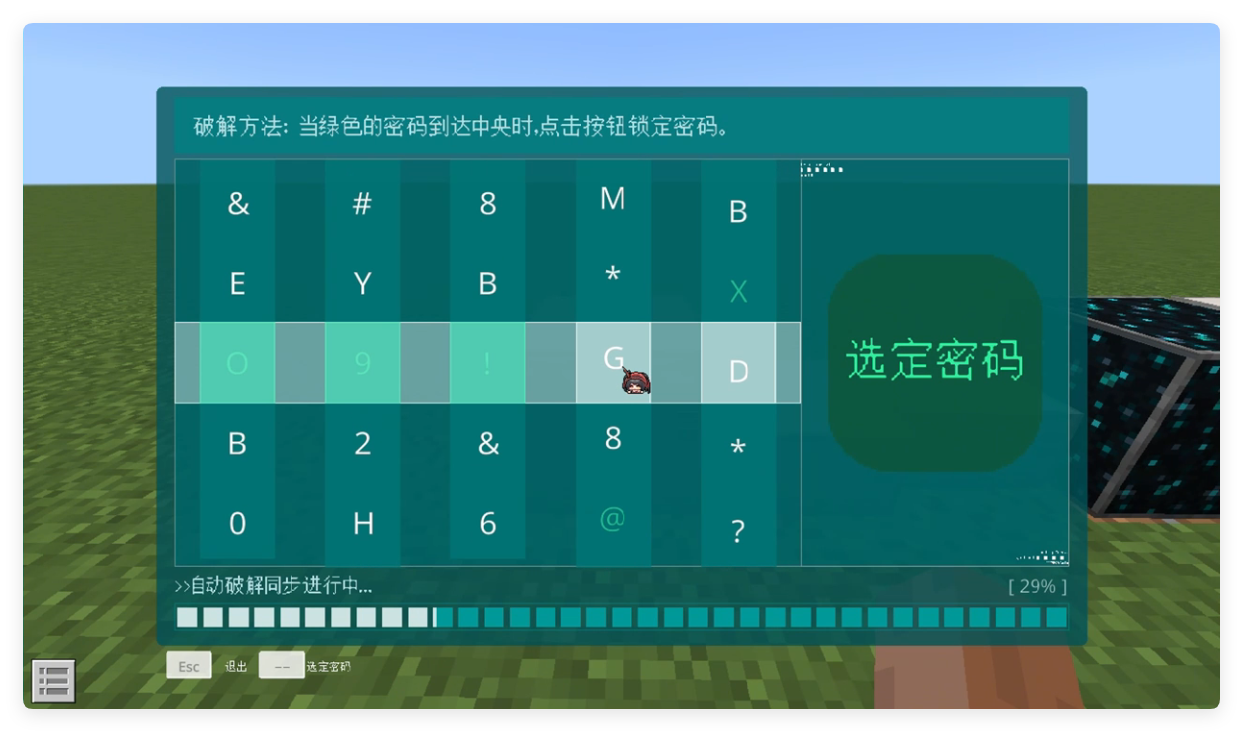 破解方法: 当绿色的密码到达中央时,点击按钮锁定密码。
& # 8 M B
E Y B * X
O 9 ! G D
选定密码
B 2 & 8 *
0 H 6 @ ?
>>自动破解同步进行中... [ 29% ]
Esc 退出 -- 选定密码